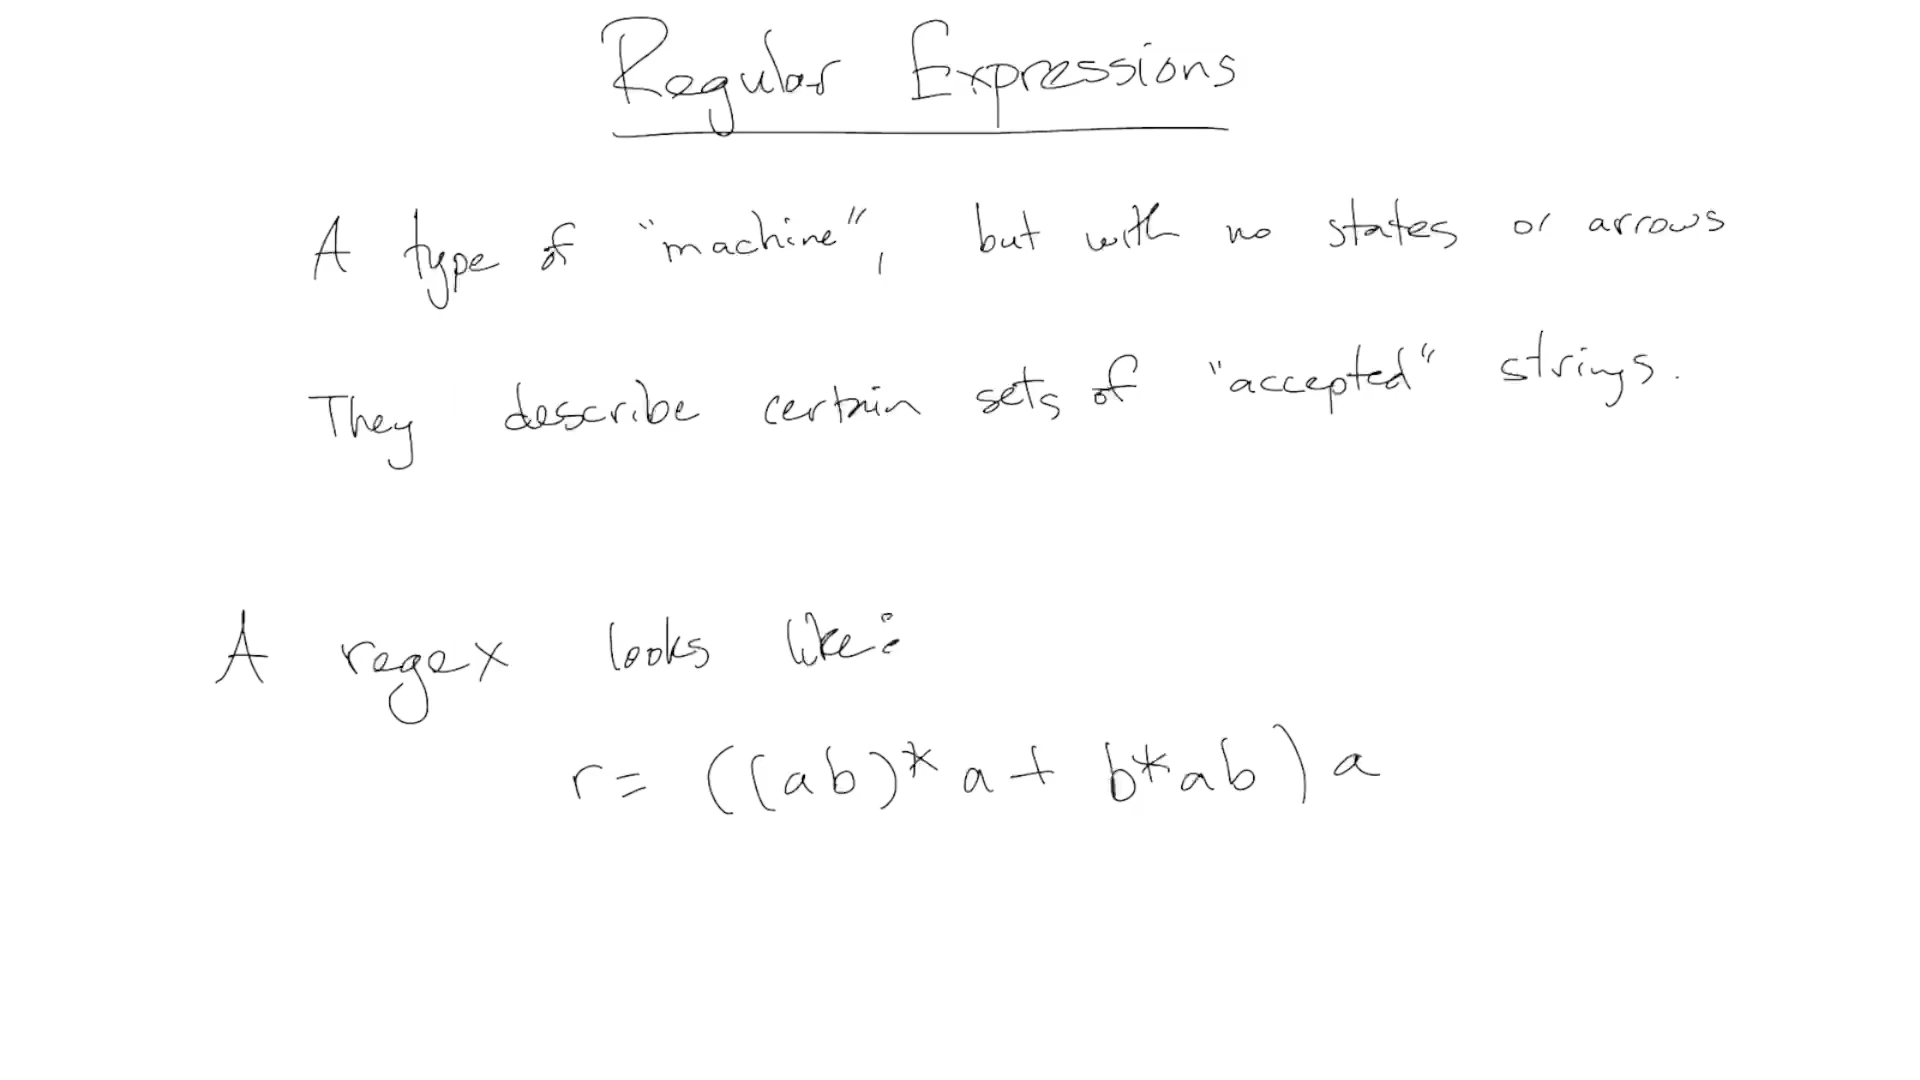 Regular Expressions
A type of "machine", but with no states or arrows
They describe certain sets of "accepted" strings.
A regex looks like:
r= ((ab)* a + b*ab) a